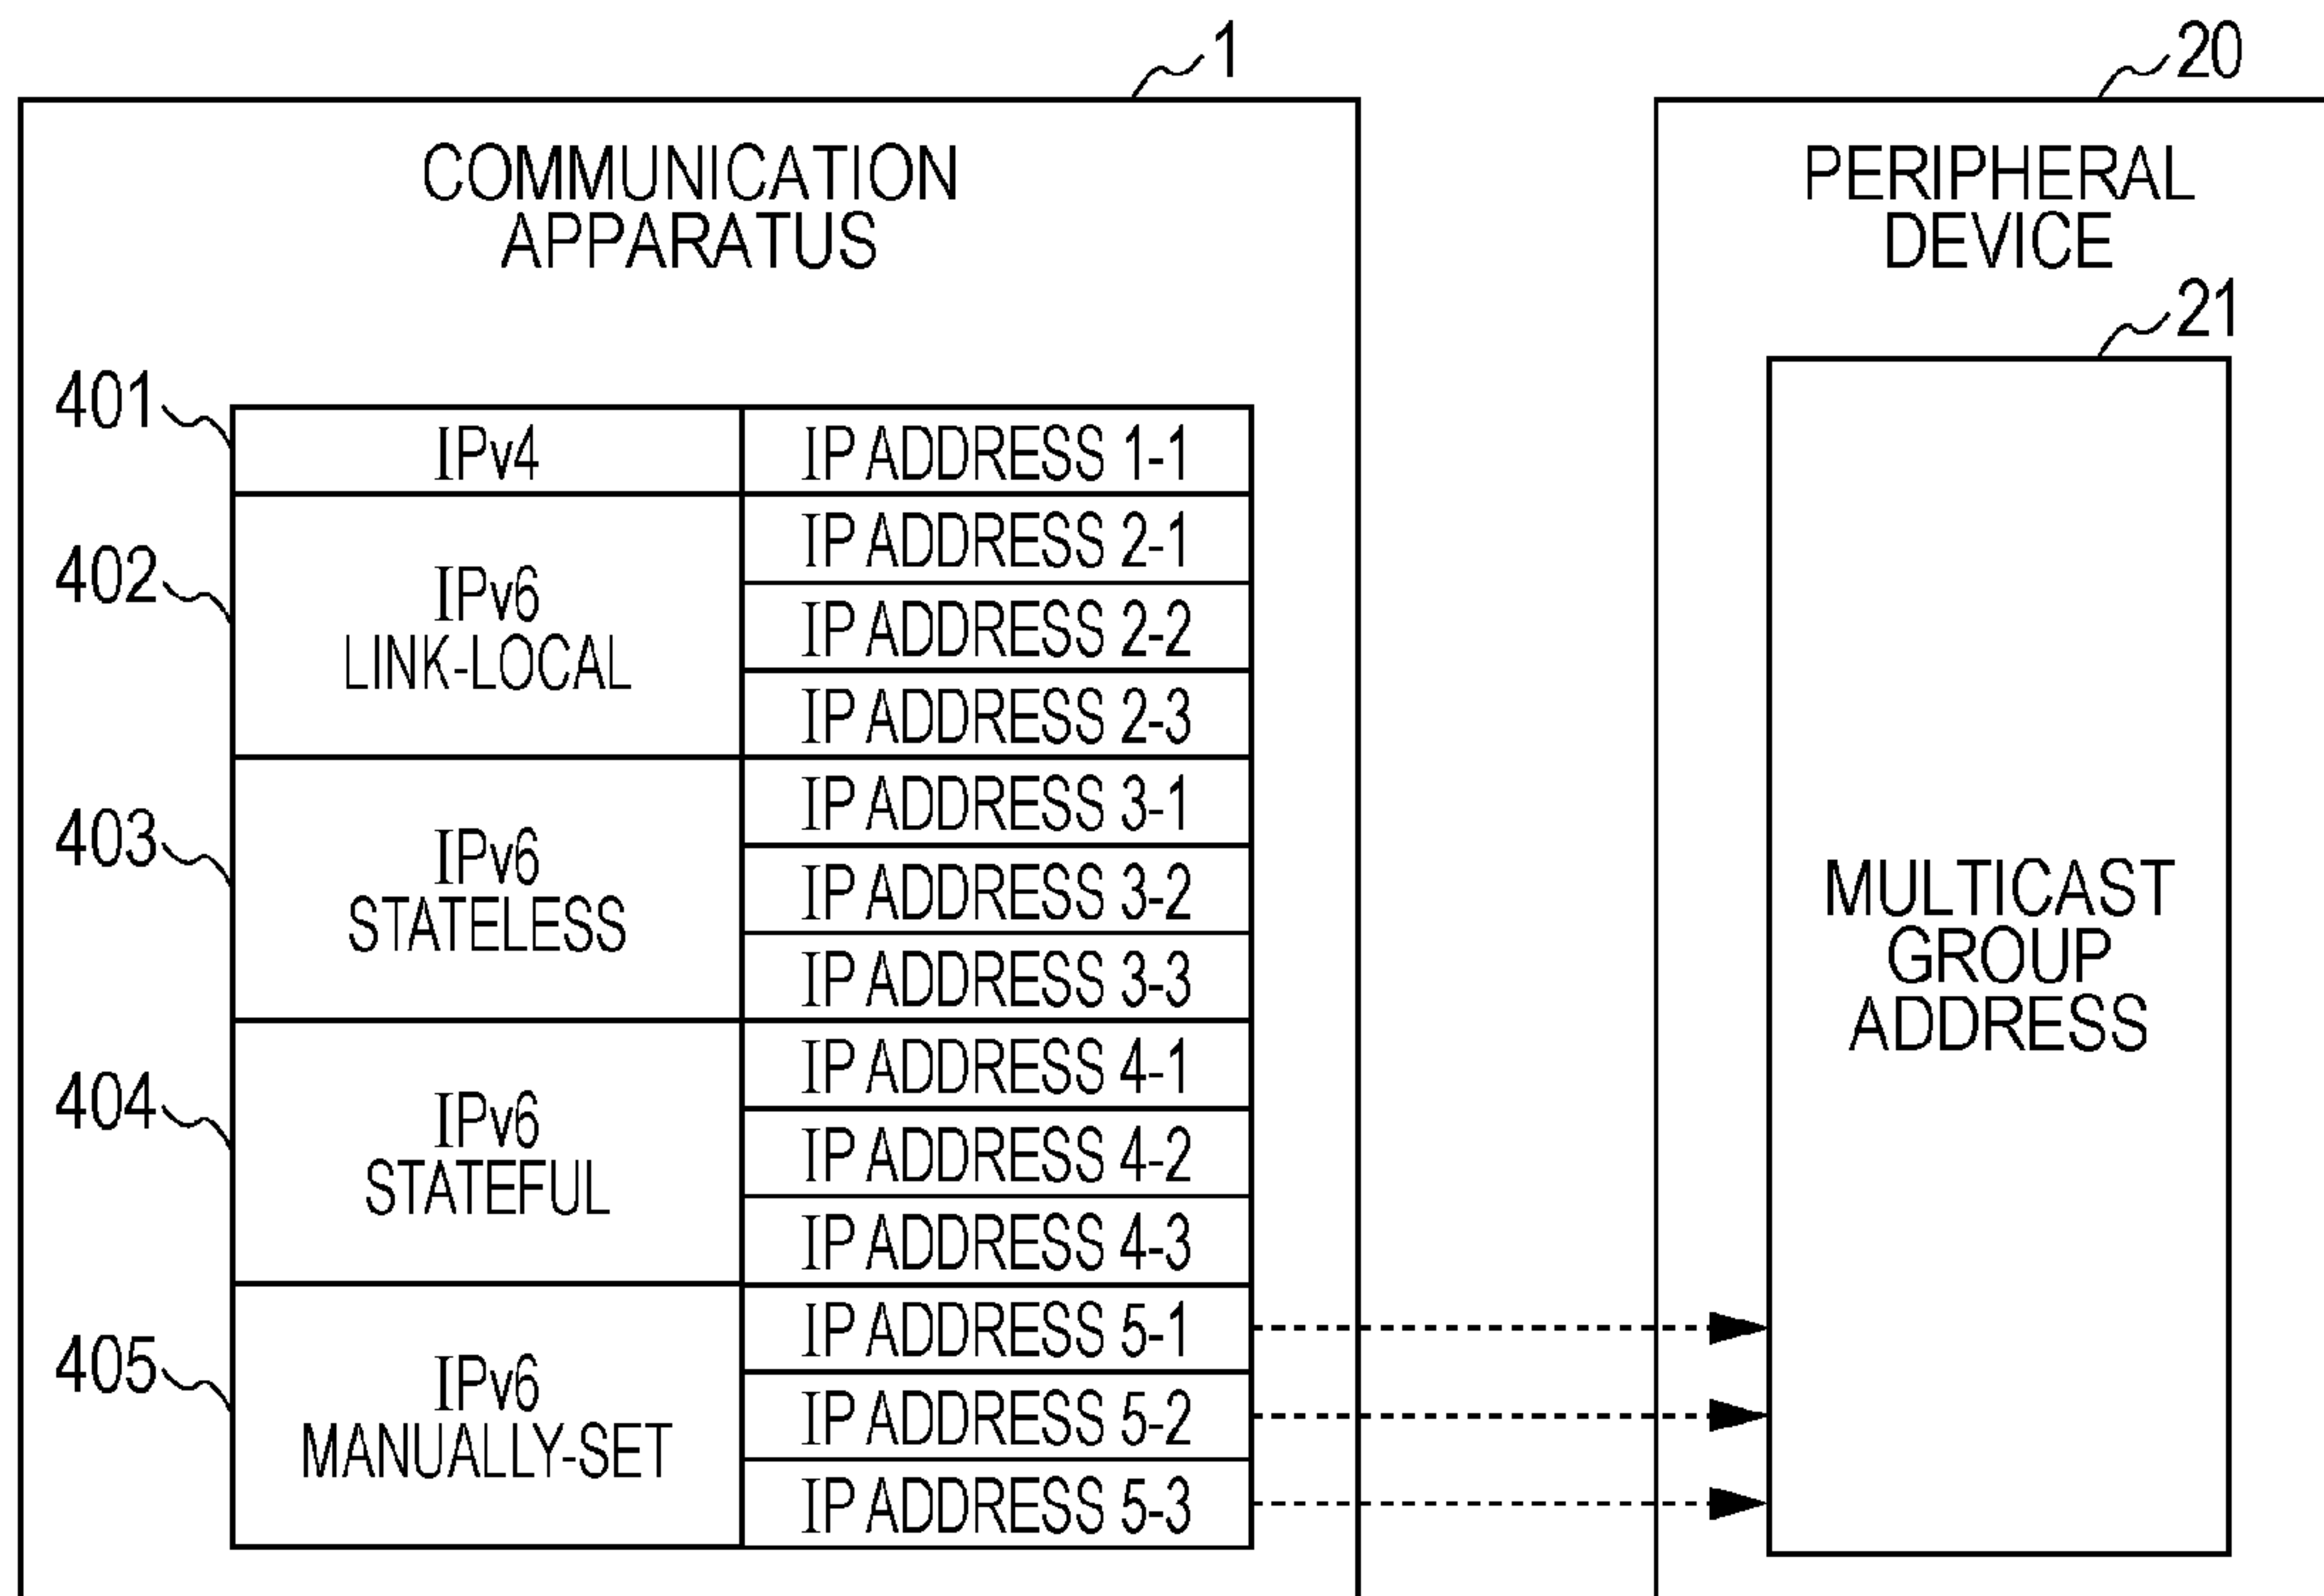 1
COMMUNICATION
APPARATUS
401
IPv4
IP ADDRESS 1-1
402
IPv6
LINK-LOCAL
IP ADDRESS 2-1
IP ADDRESS 2-2
IP ADDRESS 2-3
403
IPv6
STATELESS
IP ADDRESS 3-1
IP ADDRESS 3-2
IP ADDRESS 3-3
404
IPv6
STATEFUL
IP ADDRESS 4-1
IP ADDRESS 4-2
IP ADDRESS 4-3
405
IPv6
MANUALLY-SET
IP ADDRESS 5-1
IP ADDRESS 5-2
IP ADDRESS 5-3
20
PERIPHERAL
DEVICE
21
MULTICAST
GROUP
ADDRESS